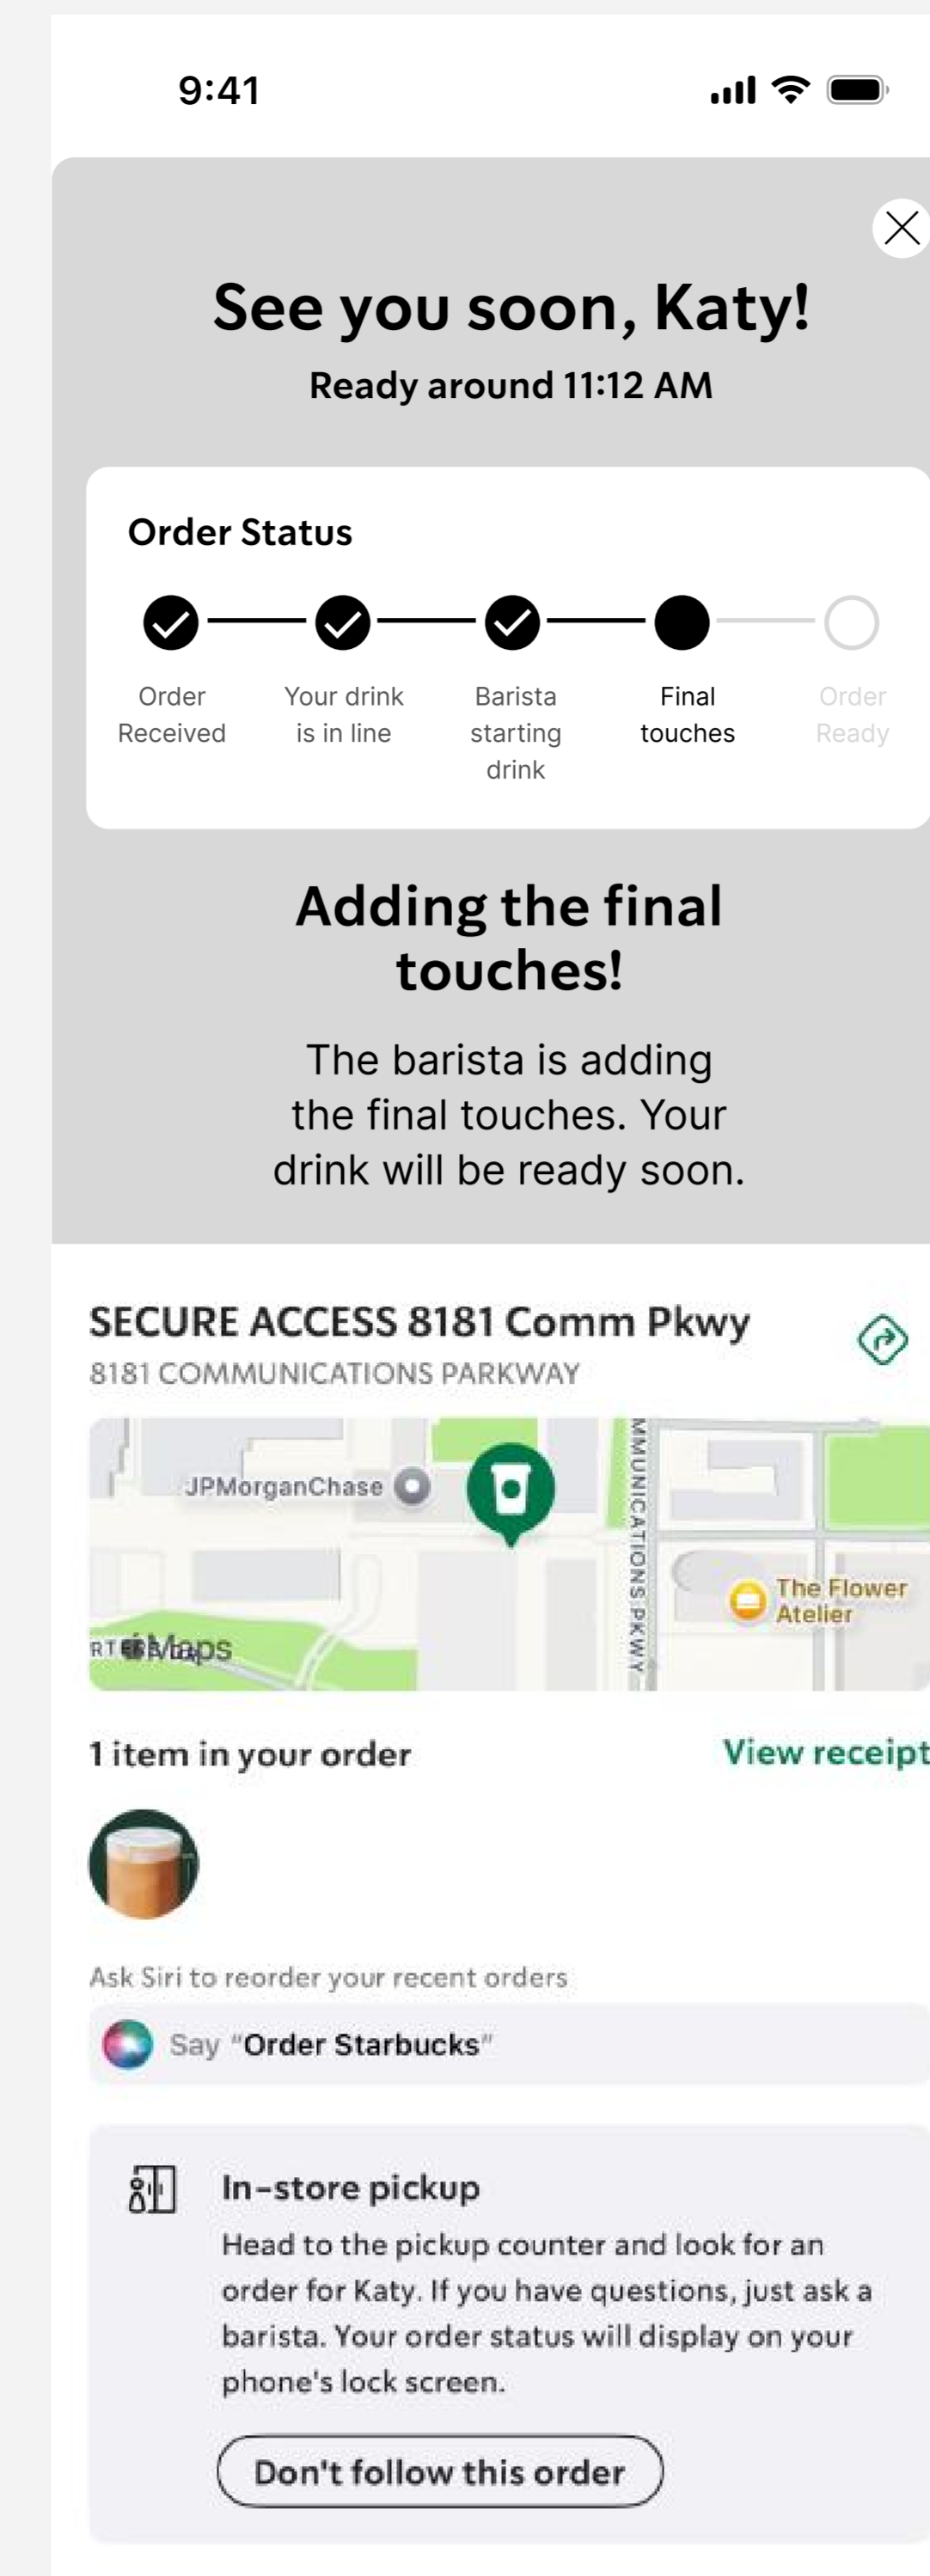 9:41
See you soon, Katy!
Ready around 11:12 AM
Order Status
Order
Received
Your drink
is in line
Barista
starting
drink
Final
touches
Order
Ready
Adding the final
touches!
The barista is adding
the final touches. Your
drink will be ready soon.
SECURE ACCESS 8181 Comm Pkwy
8181 COMMUNICATIONS PARKWAY
JPMorganChase
MMUNICATIONS PKWY
The Flower
Atelier
Maps
1 item in your order
View receipt
Ask Siri to reorder your recent orders
Say “Order Starbucks”
In-store pickup
Head to the pickup counter and look for an
order for Katy. If you have questions, just ask a
barista. Your order status will display on your
phone's lock screen.
Don't follow this order